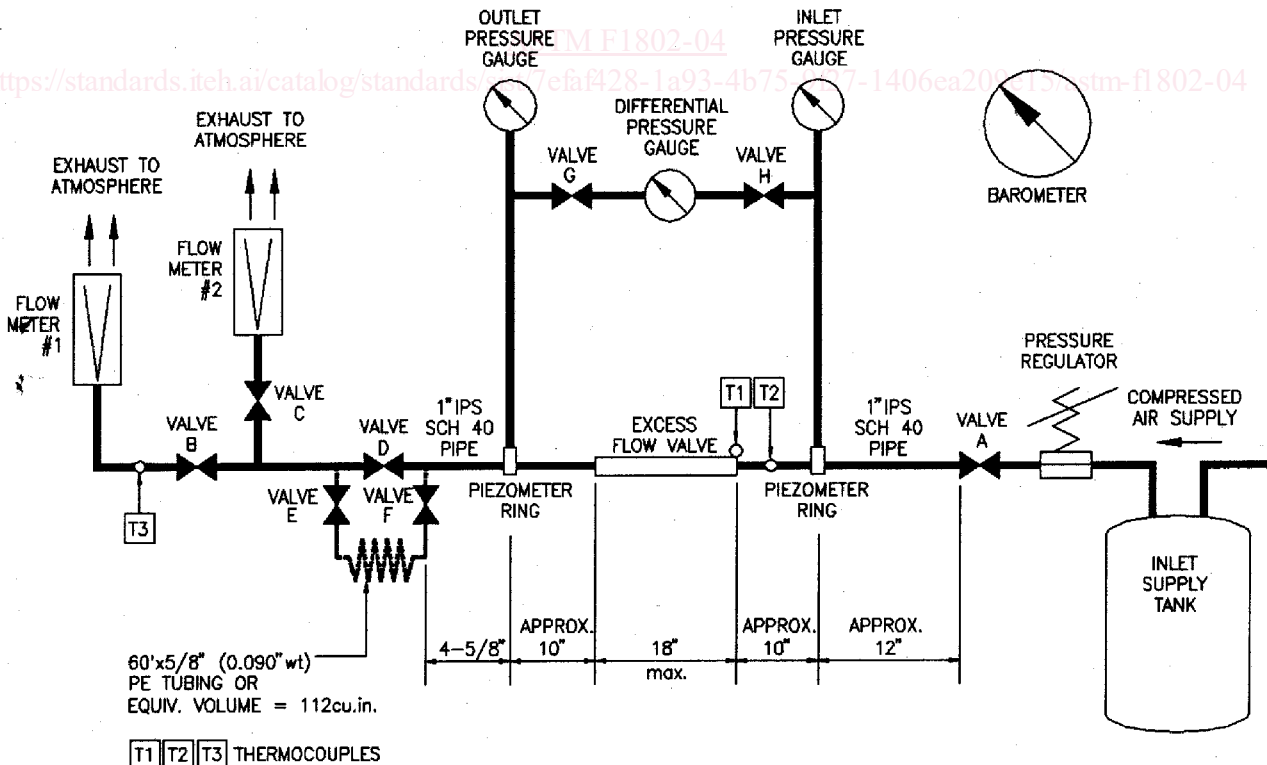 OUTLET
PRESSURE
GAUGE
INLET
PRESSURE
GAUGE
TM F1802-04
ttps://standards.iteh.ai/catalog/standards/
7efaf428-1a93-4b75-
27-1406ea20
/astm-f1802-04
EXHAUST TO
ATMOSPHERE
DIFFERENTIAL
PRESSURE
GAUGE
EXHAUST TO
ATMOSPHERE
VALVE
G
VALVE
H
BAROMETER
FLOW
METER
#2
FLOW
METER
#1
PRESSURE
REGULATOR
VALVE
C
T1 T2
COMPRESSED
AIR SUPPLY
VALVE
B
VALVE
D
1" IPS
SCH 40
PIPE
EXCESS
FLOW VALVE
1" IPS
SCH 40
PIPE
VALVE
A
VALVE
E
VALVE
F
PIEZOMETER
RING
PIEZOMETER
RING
T3
INLET
SUPPLY
TANK
4-5/8"
APPROX.
10"
18"
max.
APPROX.
10"
APPROX.
12"
60'x5/8" (0.090"wt)
PE TUBING OR
EQUIV. VOLUME = 112cu.in.
T1 T2 T3 THERMOCOUPLES